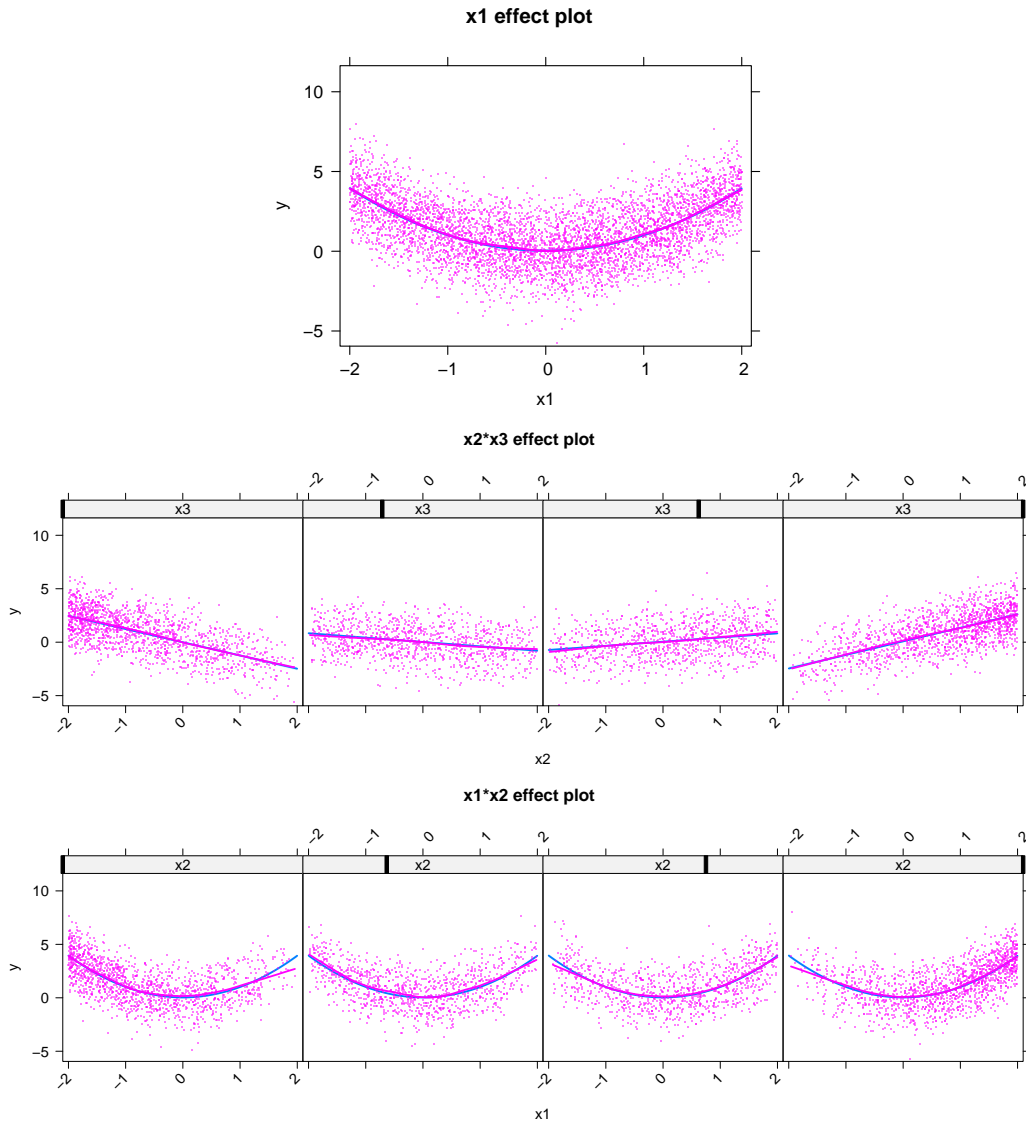 x1 effect plot
10
5
0
−5
y
−2 −1 0 1 2
x1
x2*x3 effect plot
−2 −1 0 1 2 −2 −1 0 1 2
x3 x3 x3 x3
10
5
0
−5
y
−2 −1 0 1 2 −2 −1 0 1 2
x2
x1*x2 effect plot
−2 −1 0 1 2 −2 −1 0 1 2
x2 x2 x2 x2
10
5
0
−5
y
−2 −1 0 1 2 −2 −1 0 1 2
x1